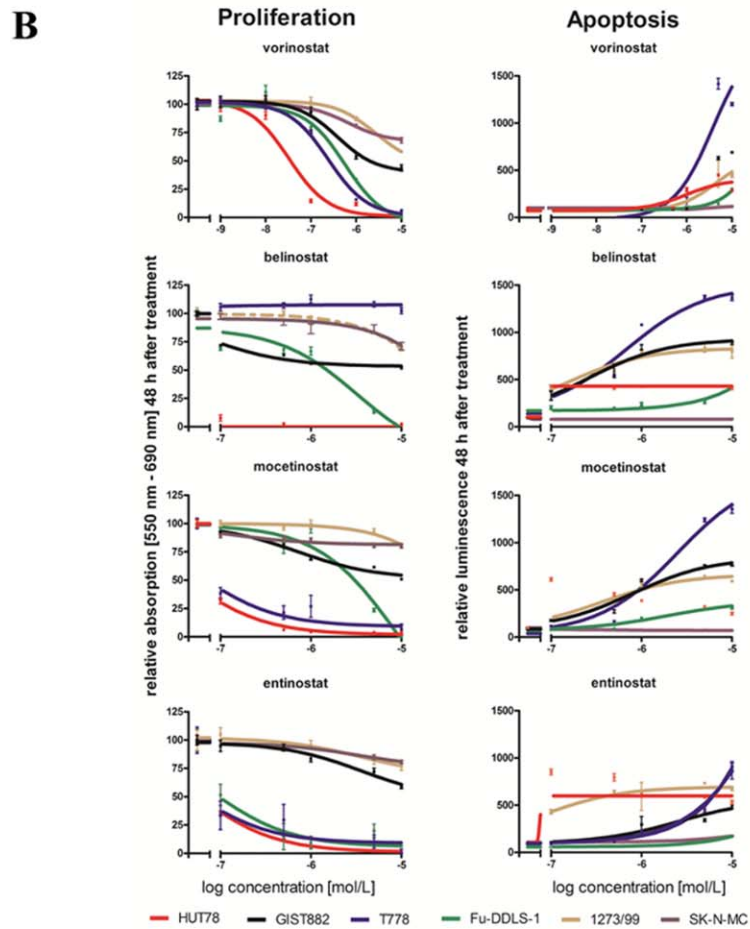 B
Proliferation Apoptosis
vorinostat vorinostat
125 1500
100
75 1000
50 500
25
0 0
-9 -8 -7 -6 -5 -9 -8 -7 -6 -5
belinostat belinostat
125 1500
100
75 1000
50 500
25
0 0
-7 -6 -5 -7 -6 -5
mocetinostat mocetinostat
125 1500
100
75 1000
50 500
25
0 0
-7 -6 -5 -7 -6 -5
entinostat entinostat
125 1500
100
75 1000
50 500
25
0 0
-7 -6 -5 -7 -6 -5
relative absorption [550 nm - 690 nm] 48 h after treatment
relative luminescence 48 h after treatment
log concentration [mol/L] log concentration [mol/L]
HUT78 GIST882 T778 Fu-DDLS-1 1273/99 SK-N-MC